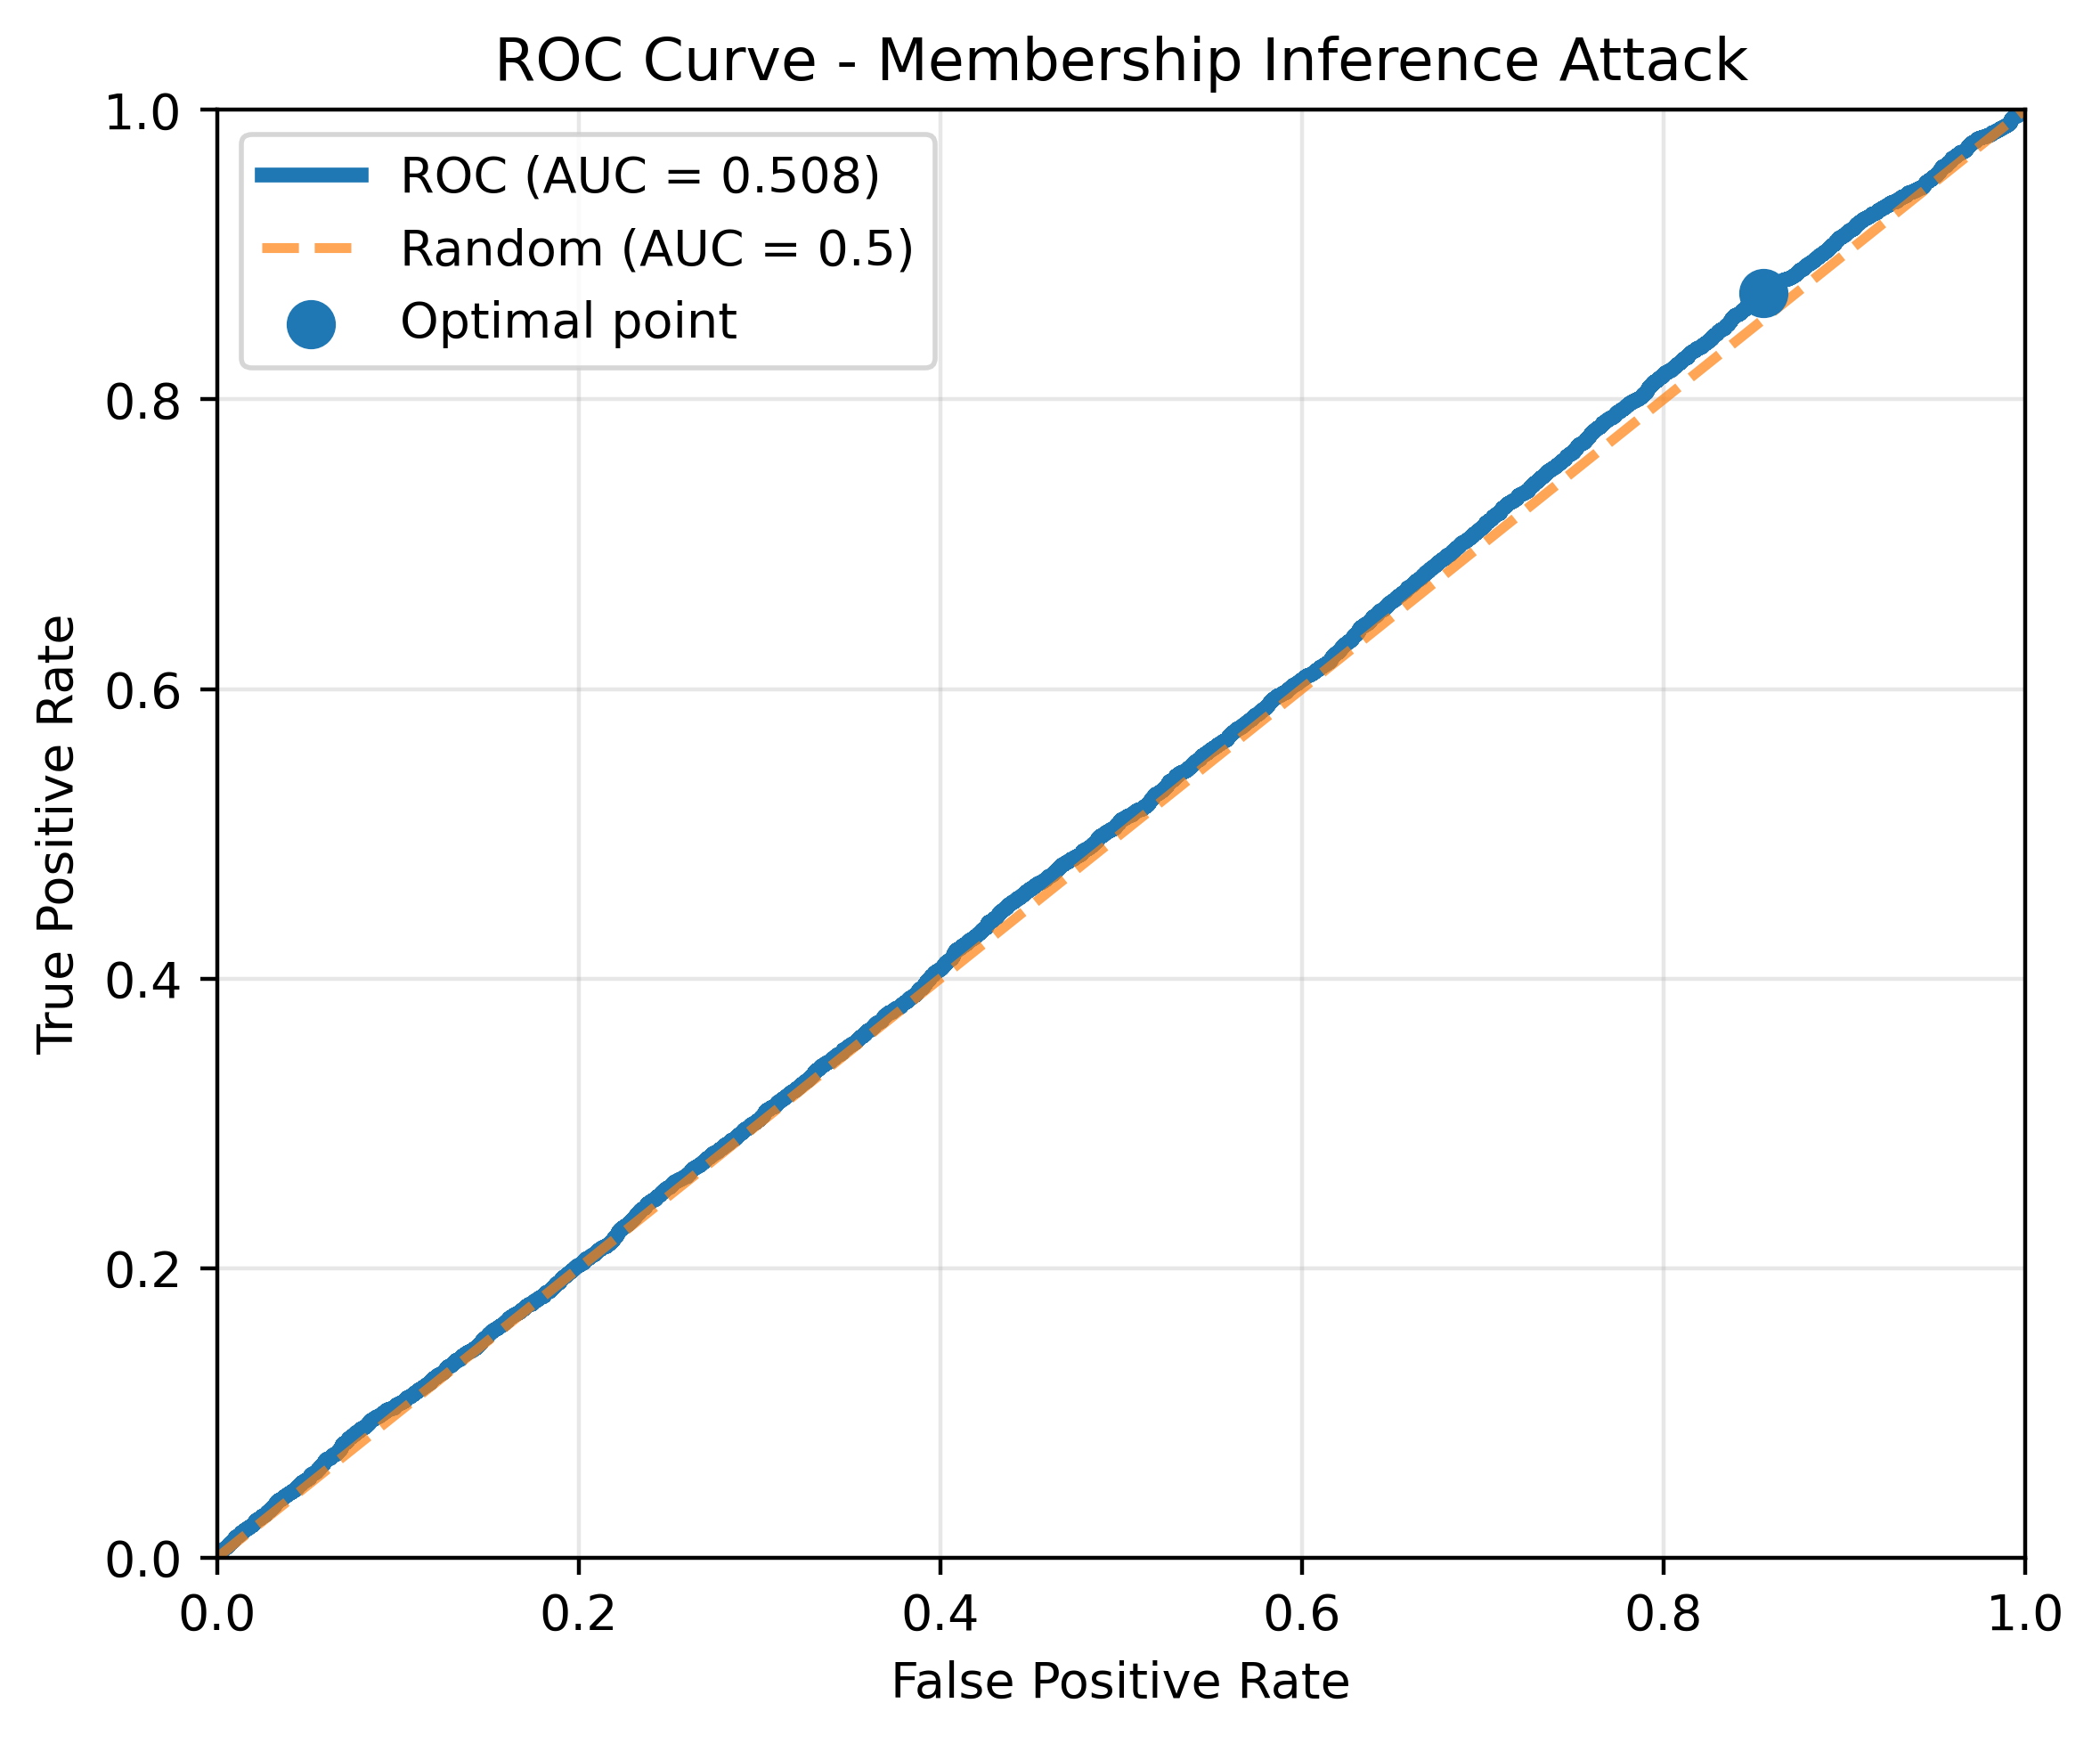 ROC Curve - Membership Inference Attack
1.0
0.8
0.6
0.4
0.2
0.0
True Positive Rate
ROC (AUC = 0.508)
Random (AUC = 0.5)
Optimal point
0.0 0.2 0.4 0.6 0.8 1.0
False Positive Rate